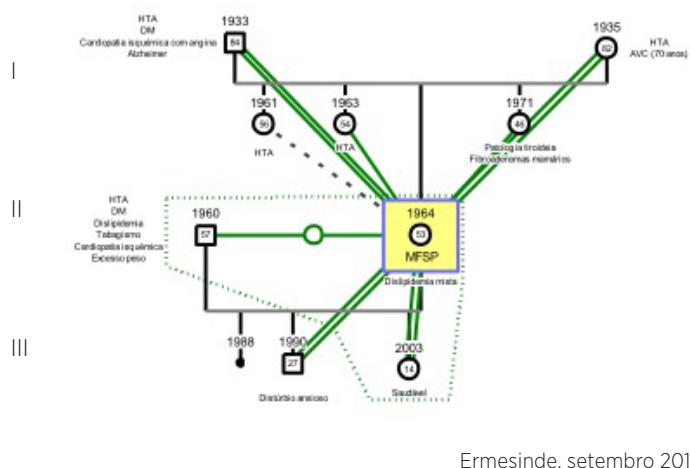 HTA
DM
Cardiopatia isquémica com angina
Alzheimer
1933
84
1935
82
HTA
AVC (70 anos)
I
1961
56
HTA
1963
54
HTA
1971
46
Patologia tiroideia
Fibroadenomas mamários
II
HTA
DM
Dislipidemia
Tabagismo
Cardiopatia isquémica
Excesso peso
1960
57
1964
53
MFSP
Dislipidemia mista
III
1988
1990
27
Distúrbio ansioso
2003
14
Saudável
Ermesinde. setembro 201